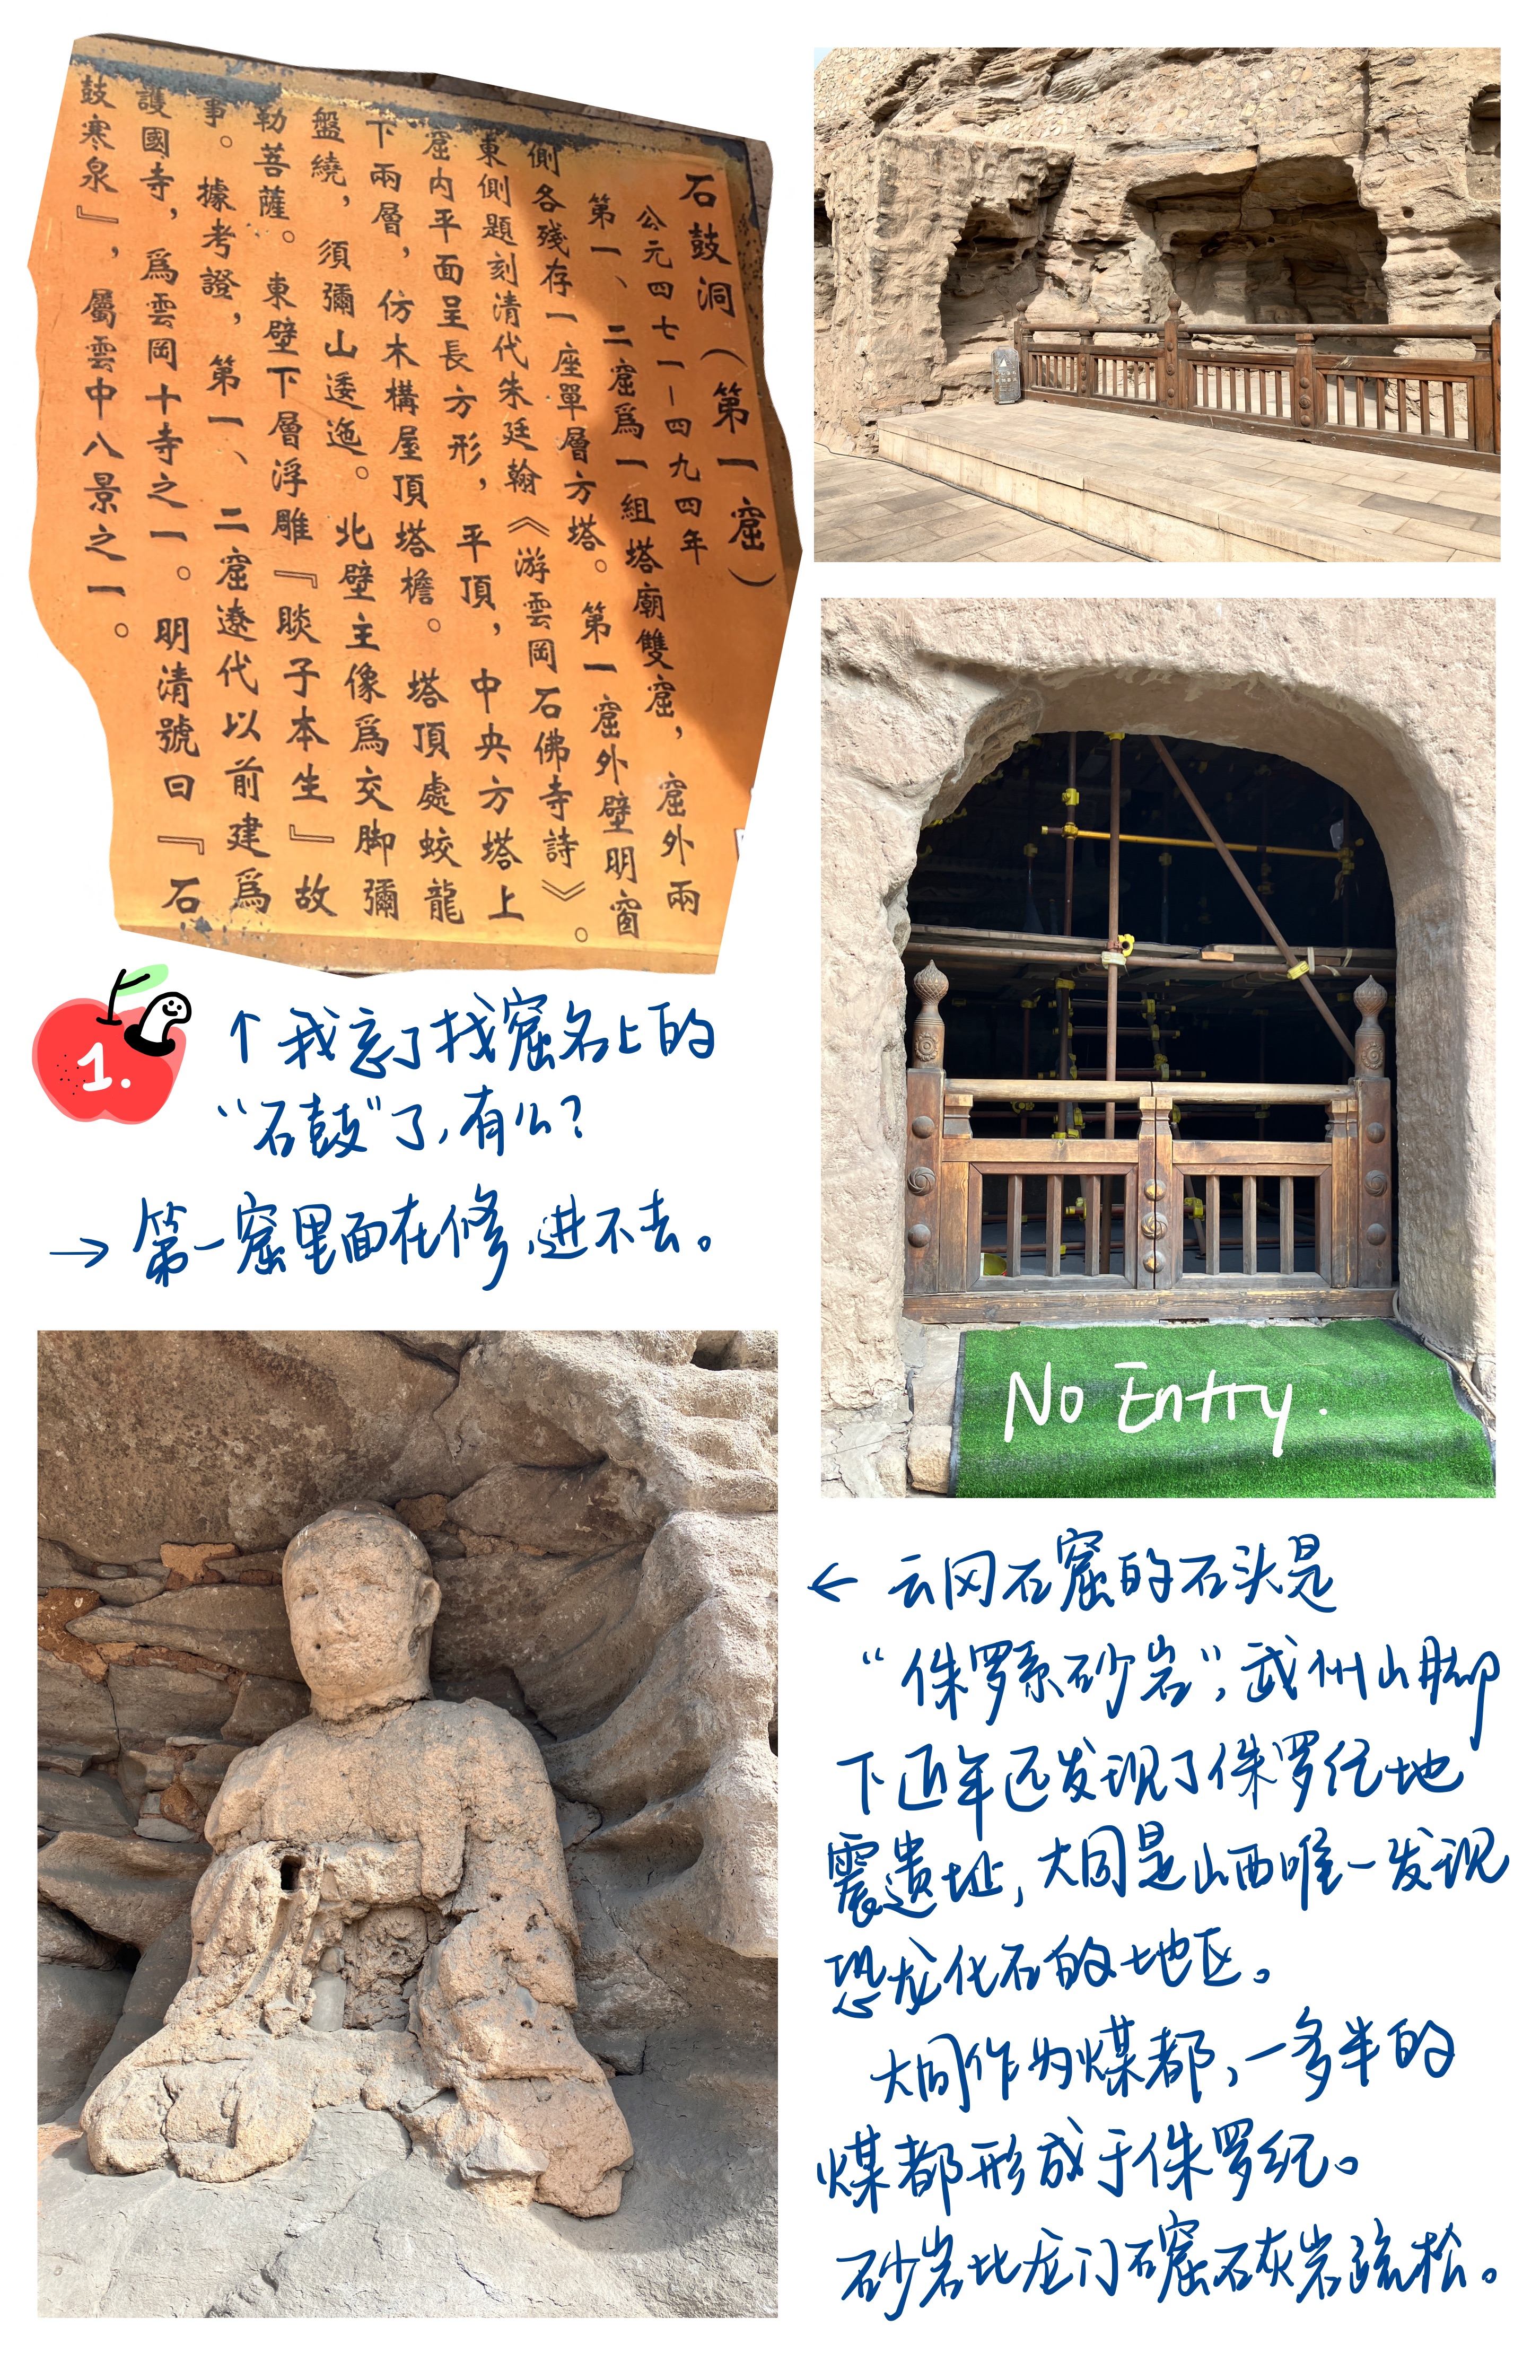 石鼓洞（第一窟）
公元四七一—四九四年
第一、二窟爲一組塔廟雙窟，窟外兩
側各殘存一座單層方塔。第一窟外壁明窗
東側題刻清代朱廷翰《游雲岡石佛寺詩》。
窟内平面呈長方形，平頂，中央方塔上
下兩層，仿木構屋頂塔檐。塔頂處蛟龍
盤繞，須彌山逶迤。北壁主像爲交脚彌
勒菩薩。東壁下層浮雕『睒子本生』故
事。據考證，第一、二窟遼代以前建爲
護國寺，爲雲岡十寺之一。明清號曰『石
鼓寒泉』，屬雲中八景之一。
1.
↑我忘了找窟名上的
“石鼓”了,有么?
→第一窟里面在修,进不去。
No Entry.
←云冈石窟的石头是
“侏罗系砂岩”,武州山脚
下近年还发现了侏罗纪地
震遗址,大同是山西唯一发现
恐龙化石的地区。
大同作为煤都,一多半的
煤都形成于侏罗纪。
砂岩比龙门石窟石灰岩疏松。